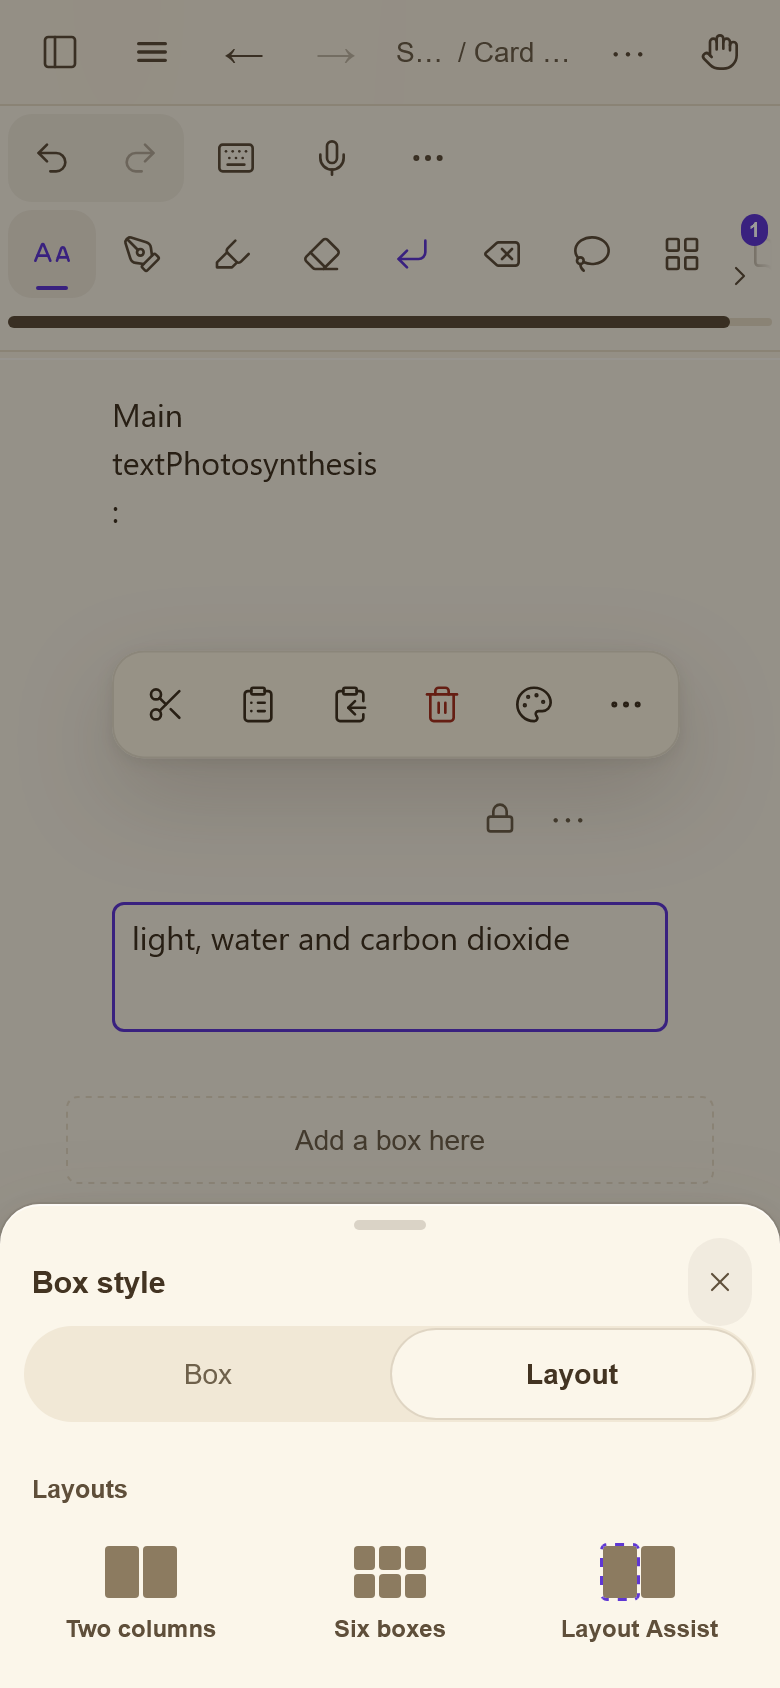 S… / Card …
1
Main
textPhotosynthesis
:
light, water and carbon dioxide
Add a box here
Box style
Box
Layout
Layouts
Two columns
Six boxes
Layout Assist